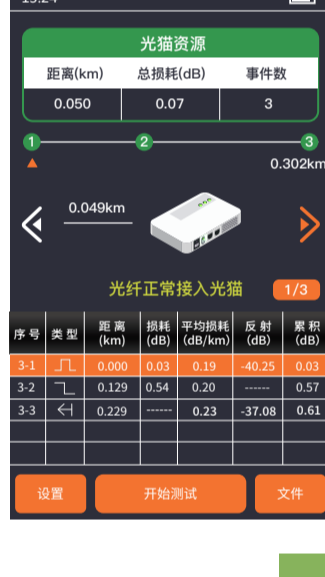 光猫资源
距离(km) 总损耗(dB) 事件数
0.050 0.07 3
1 2 3
0.302km
0.049km
光纤正常接入光猫 1/3
序号 类型 距离(km) 损耗(dB) 平均损耗(dB/km) 反射(dB) 累积(dB)
3-1 0.000 0.03 0.19 -40.25 0.03
3-2 0.129 0.54 0.20 ------ 0.57
3-3 0.229 ------ 0.23 -37.08 0.61
设置 开始测试 文件